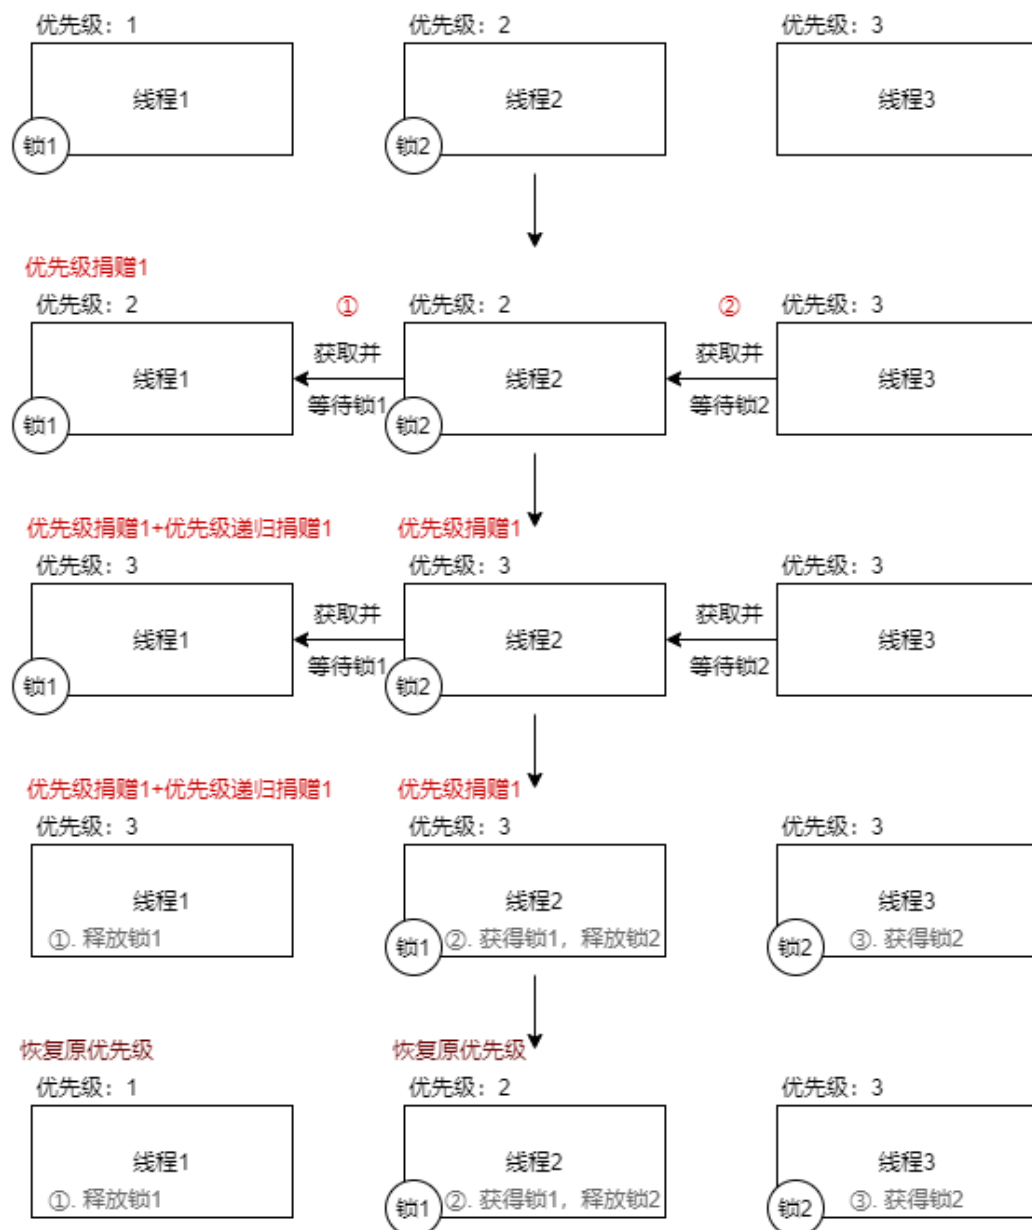 优先级：1
优先级：2
优先级：3
线程1
线程2
线程3
锁1
锁2
优先级捐赠1
优先级：2
①
优先级：2
②
优先级：3
获取并
获取并
线程1
线程2
线程3
等待锁1
等待锁2
锁1
锁2
优先级捐赠1+优先级递归捐赠1
优先级捐赠1
优先级：3
优先级：3
优先级：3
获取并
获取并
线程1
线程2
线程3
等待锁1
等待锁2
锁1
锁2
优先级捐赠1+优先级递归捐赠1
优先级捐赠1
优先级：3
优先级：3
优先级：3
线程1
线程2
线程3
①. 释放锁1
锁1
②. 获得锁1，释放锁2
锁2
③. 获得锁2
恢复原优先级
恢复原优先级
优先级：1
优先级：2
优先级：3
线程1
线程2
线程3
①. 释放锁1
锁1
②. 获得锁1，释放锁2
锁2
③. 获得锁2